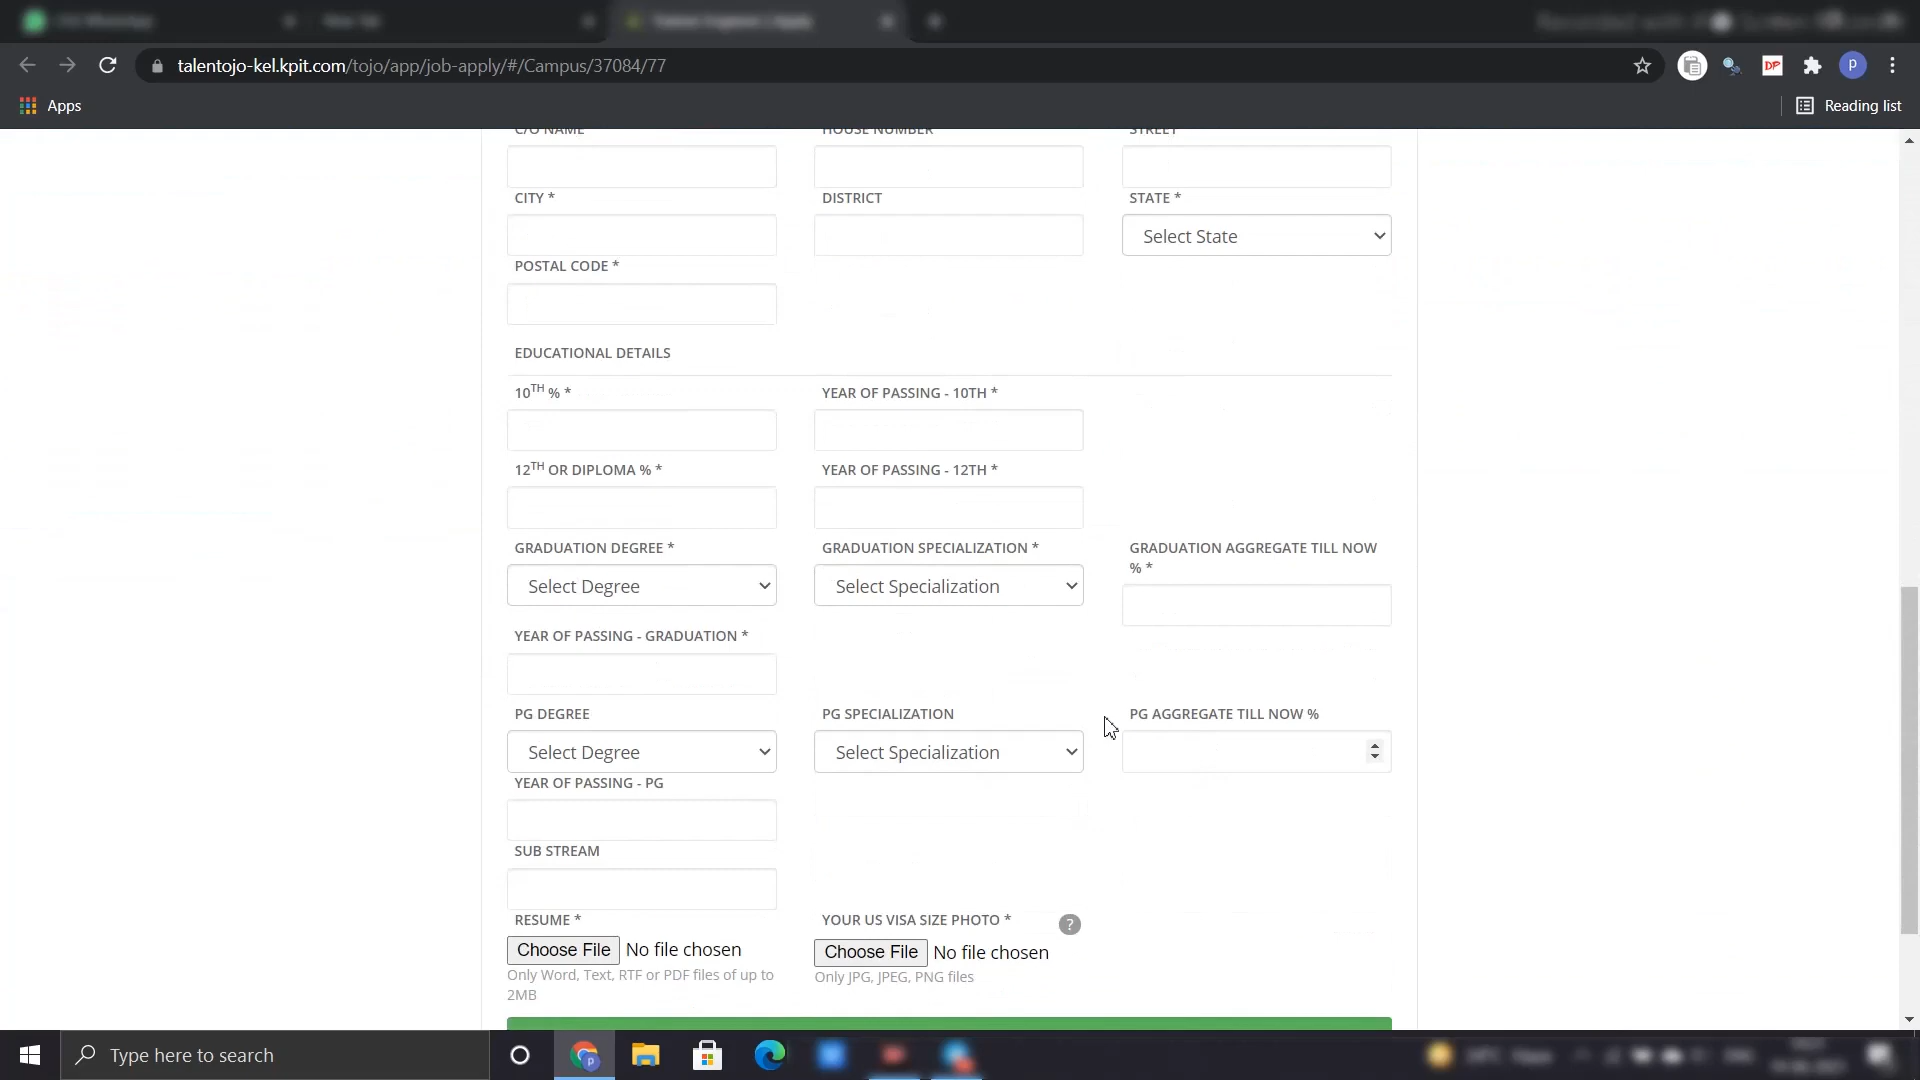 talentojo-kel.kpit.com/tojo/app/job-apply/#/Campus/37084/77
DP
P
Apps
Reading list
C/O NAME HOUSE NUMBER STREET
CITY * DISTRICT STATE *
Select State
POSTAL CODE *
EDUCATIONAL DETAILS
10TH % * YEAR OF PASSING - 10TH *
12TH OR DIPLOMA % * YEAR OF PASSING - 12TH *
GRADUATION DEGREE * GRADUATION SPECIALIZATION * GRADUATION AGGREGATE TILL NOW
% *
Select Degree Select Specialization
YEAR OF PASSING - GRADUATION *
PG DEGREE PG SPECIALIZATION PG AGGREGATE TILL NOW %
Select Degree Select Specialization
YEAR OF PASSING - PG
SUB STREAM
RESUME * YOUR US VISA SIZE PHOTO * ?
Choose File No file chosen Choose File No file chosen
Only Word, Text, RTF or PDF files of up to Only JPG, JPEG, PNG files
2MB
Type here to search